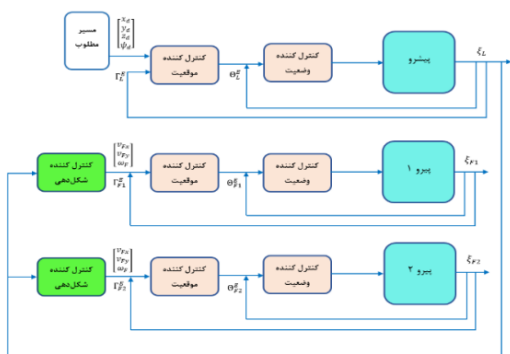 مسیر
مطلوب
[x_d
y_d
z_d
ψ_d]
Γ_L^g
کنترل کننده
موقعیت
Θ_L^g
کنترل کننده
وضعیت
پیشرو
ξ_L
کنترل کننده
شکل‌دهی
[v_Fx
v_Fy
ω_F]
Γ_F1^g
کنترل کننده
موقعیت
Θ_F1^g
کنترل کننده
وضعیت
پیرو ۱
ξ_F1
کنترل کننده
شکل‌دهی
[v_Fx
v_Fy
ω_F]
Γ_F2^g
کنترل کننده
موقعیت
Θ_F2^g
کنترل کننده
وضعیت
پیرو ۲
ξ_F2